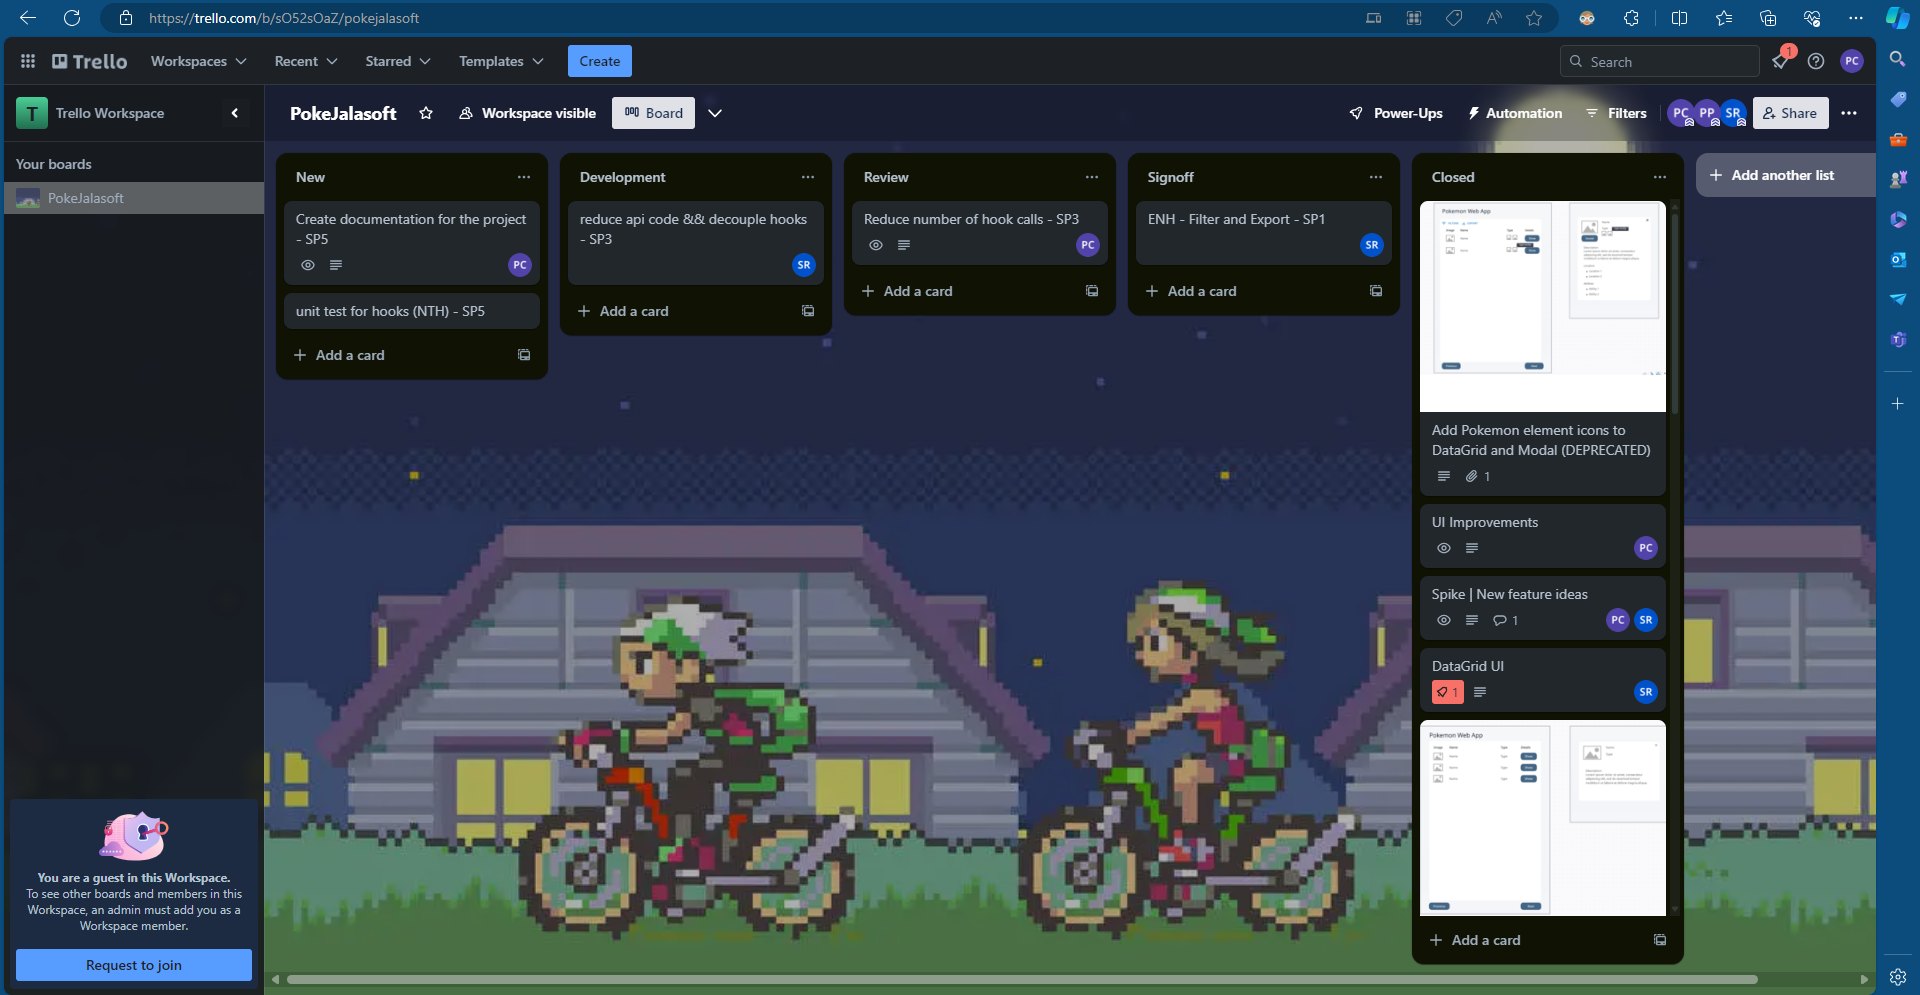 https://trello.com/b/sO52sOaZ/pokejalasoft
Trello
Workspaces
Recent
Starred
Templates
Create
Search
1
PC
T
Trello Workspace
PokeJalasoft
Workspace visible
Board
Power-Ups
Automation
Filters
PC
PP
SR
Share
Your boards
PokeJalasoft
New
Create documentation for the project
- SP5
PC
unit test for hooks (NTH) - SP5
Add a card
Development
reduce api code && decouple hooks
- SP3
SR
Add a card
Review
Reduce number of hook calls - SP3
PC
Add a card
Signoff
ENH - Filter and Export - SP1
SR
Add a card
Closed
Pokemon Web App
Add Pokemon element icons to
DataGrid and Modal (DEPRECATED)
1
UI Improvements
PC
Spike | New feature ideas
1
PC
SR
DataGrid UI
1
SR
Pokemon Web App
Add a card
Add another list
You are a guest in this Workspace.
To see other boards and members in this
Workspace, an admin must add you as a
Workspace member.
Request to join